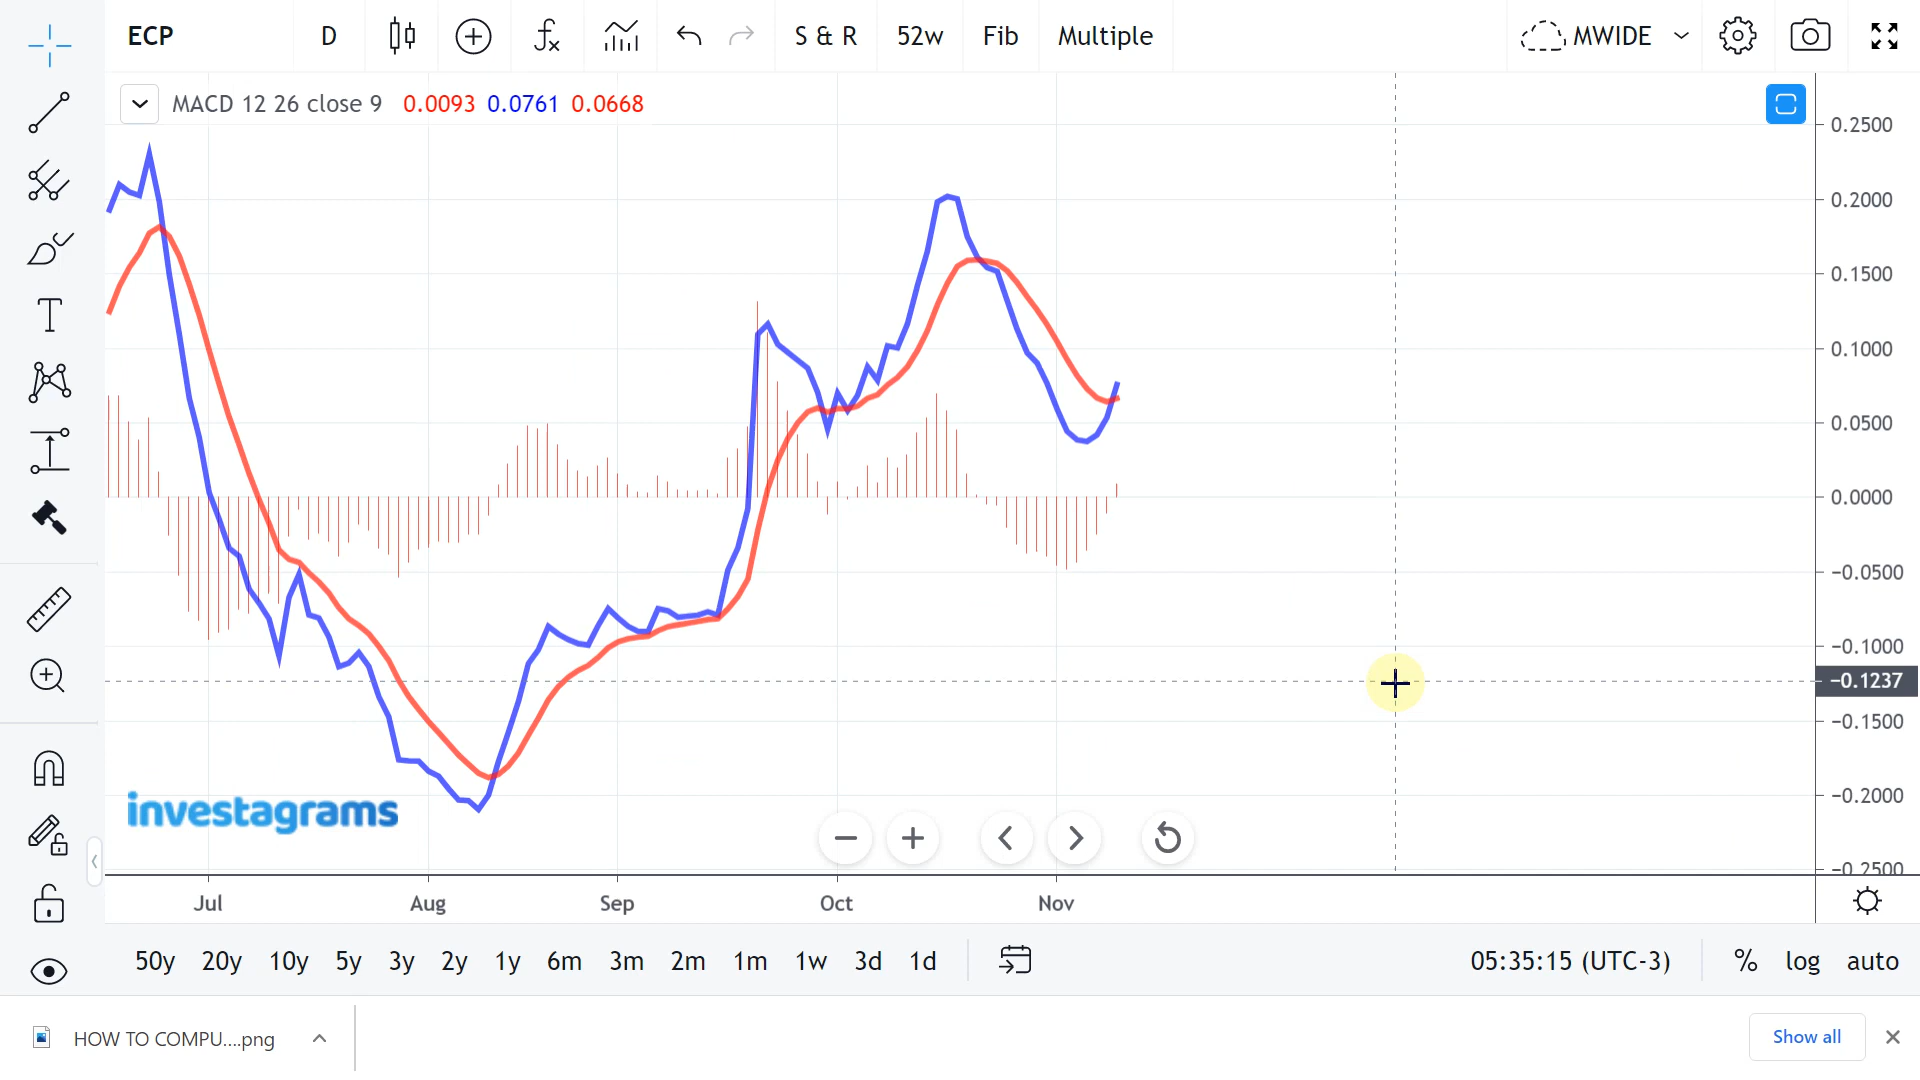 ECP D S & R 52w Fib Multiple MWIDE
MACD 12 26 close 9 0.0093 0.0761 0.0668
0.2500
0.2000
0.1500
0.1000
0.0500
0.0000
−0.0500
−0.1000
−0.1237
−0.1500
−0.2000
−0.2500
investagrams
Jul Aug Sep Oct Nov
50y 20y 10y 5y 3y 2y 1y 6m 3m 2m 1m 1w 3d 1d 05:35:15 (UTC-3) % log auto
HOW TO COMPU....png Show all